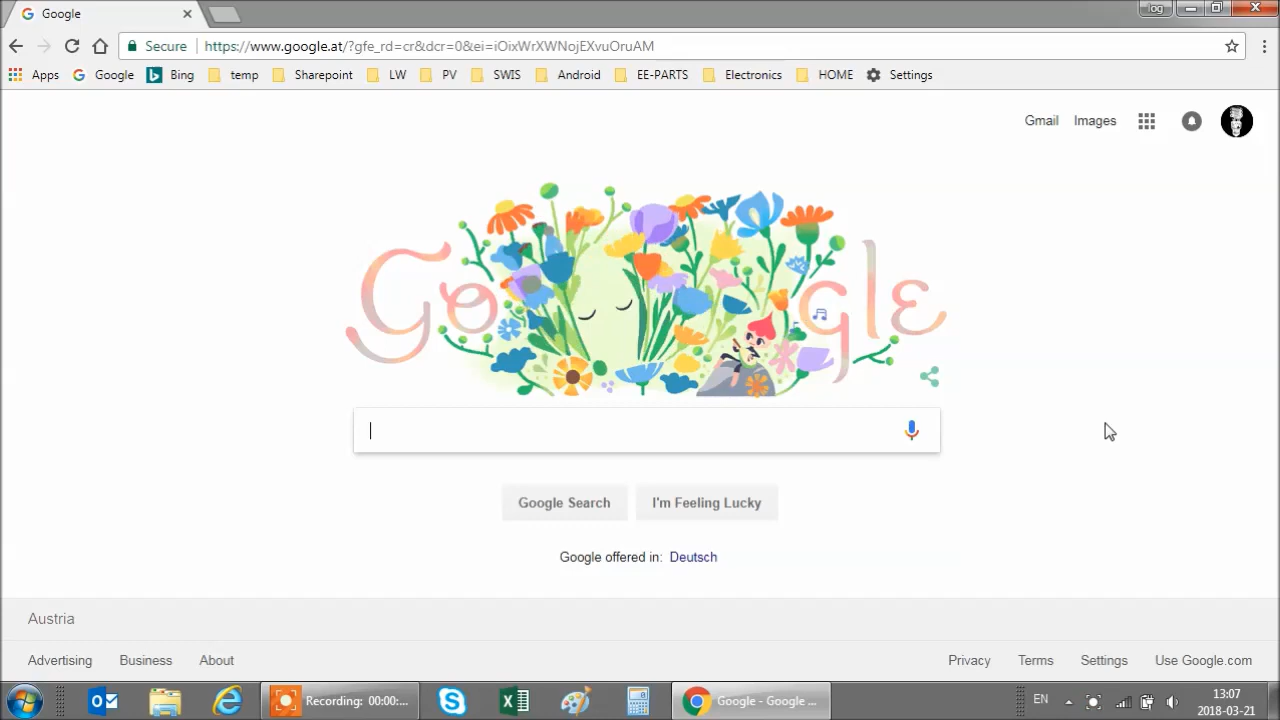 Google
log
Secure https://www.google.at/?gfe_rd=cr&dcr=0&ei=iOixWrXWNojEXvuOruAM
Apps Google Bing temp Sharepoint LW PV SWIS Android EE-PARTS Electronics HOME Settings
Gmail Images
Google
Google Search I'm Feeling Lucky
Google offered in: Deutsch
Austria
Advertising Business About Privacy Terms Settings Use Google.com
Recording: 00:00:... Google - Google ... EN 13:07
2018-03-21